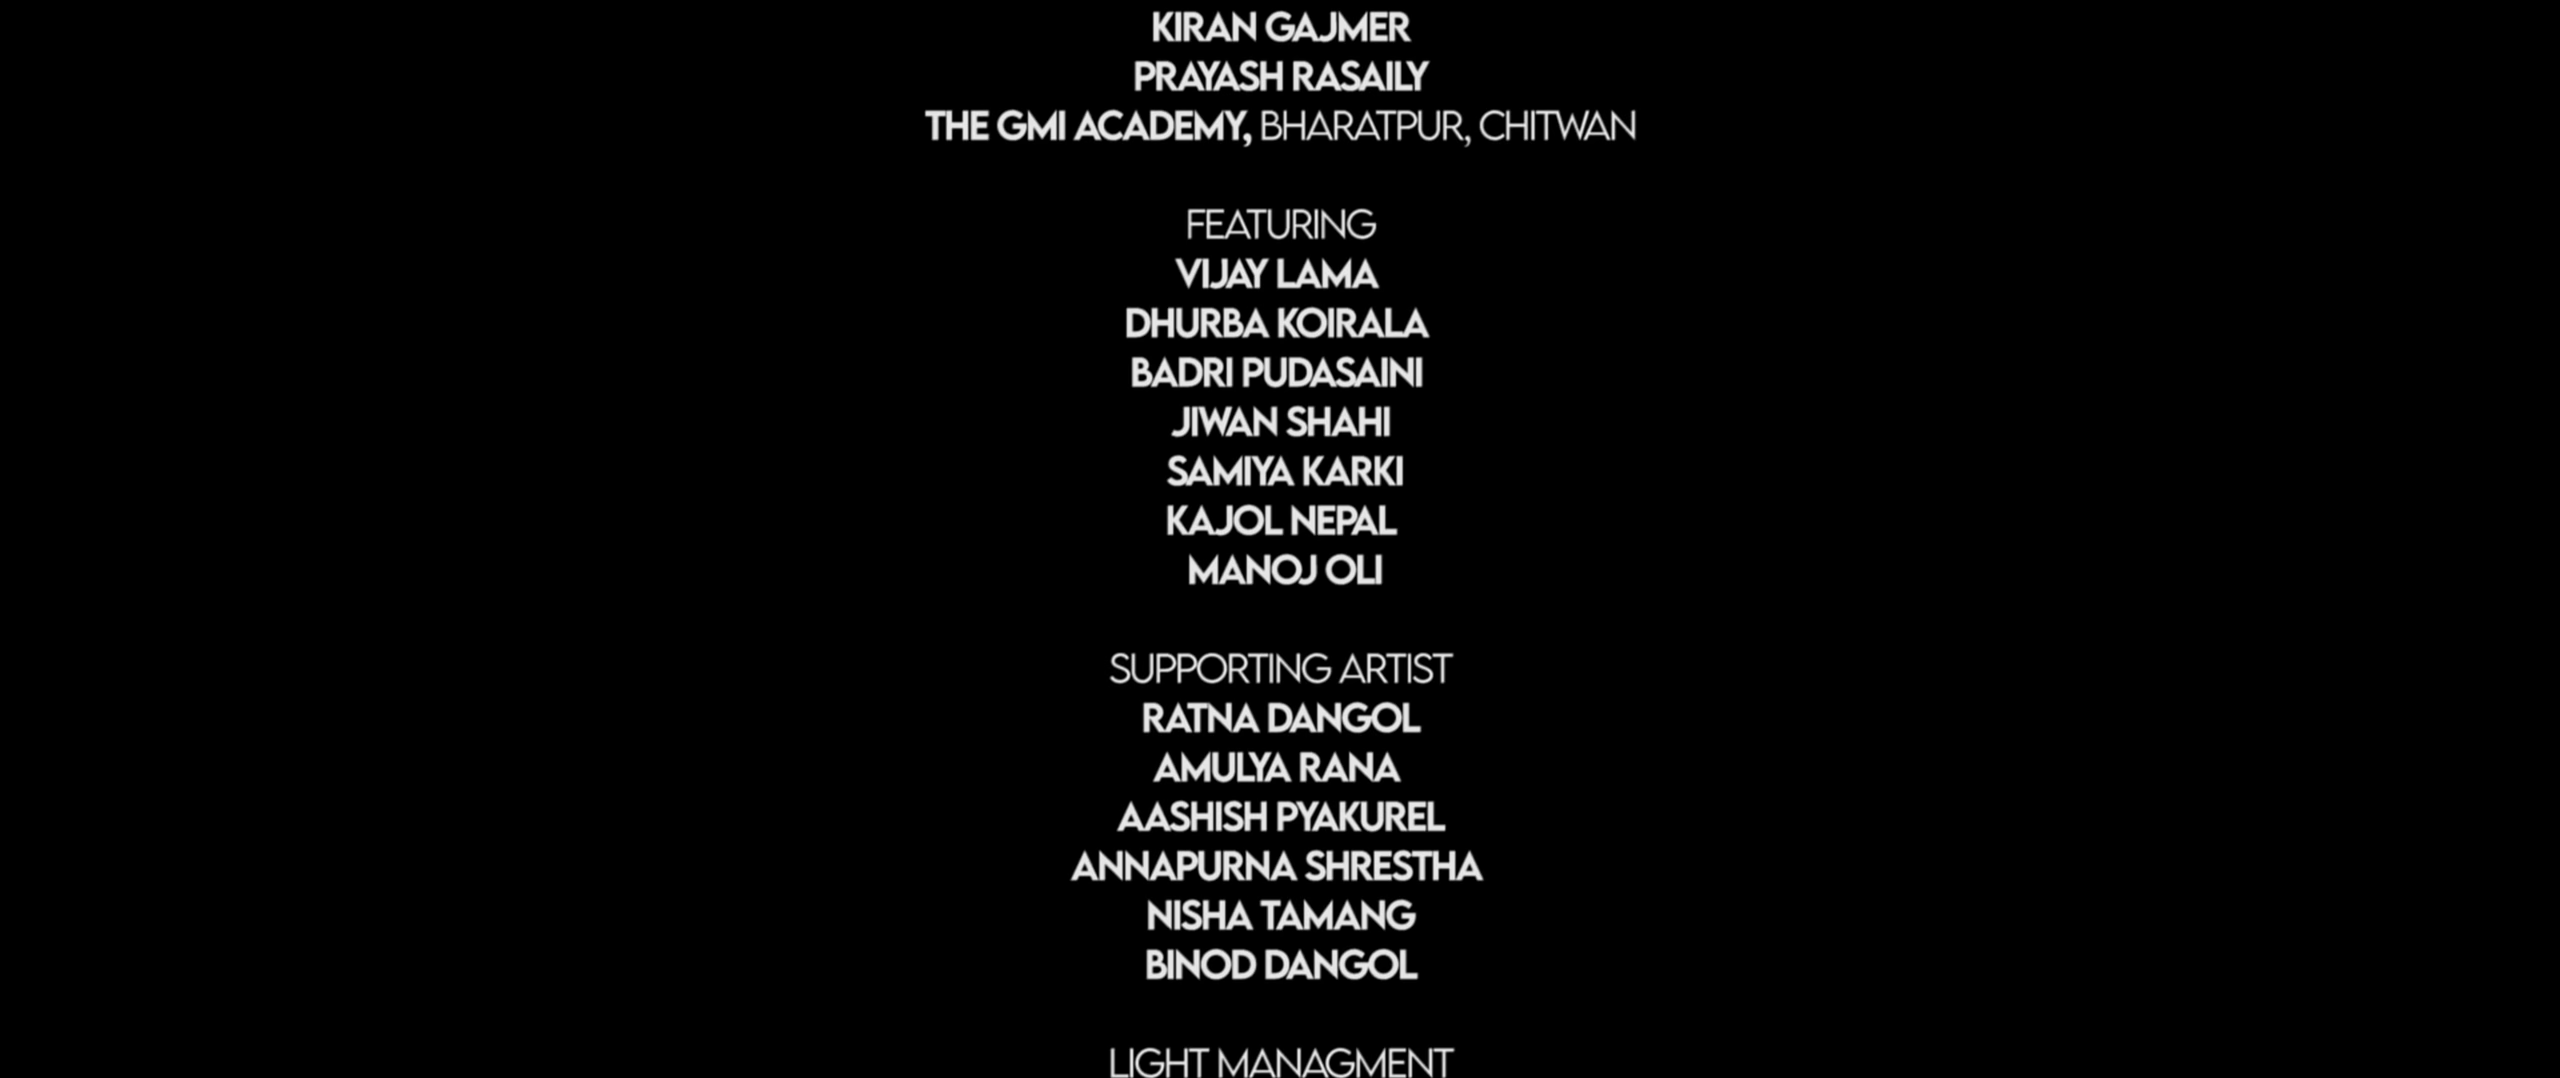 KIRAN GAJMER
PRAYASH RASAILY
THE GMI ACADEMY, BHARATPUR, CHITWAN
FEATURING
VIJAY LAMA
DHURBA KOIRALA
BADRI PUDASAINI
JIWAN SHAHI
SAMIYA KARKI
KAJOL NEPAL
MANOJ OLI
SUPPORTING ARTIST
RATNA DANGOL
AMULYA RANA
AASHISH PYAKUREL
ANNAPURNA SHRESTHA
NISHA TAMANG
BINOD DANGOL
LIGHT MANAGMENT